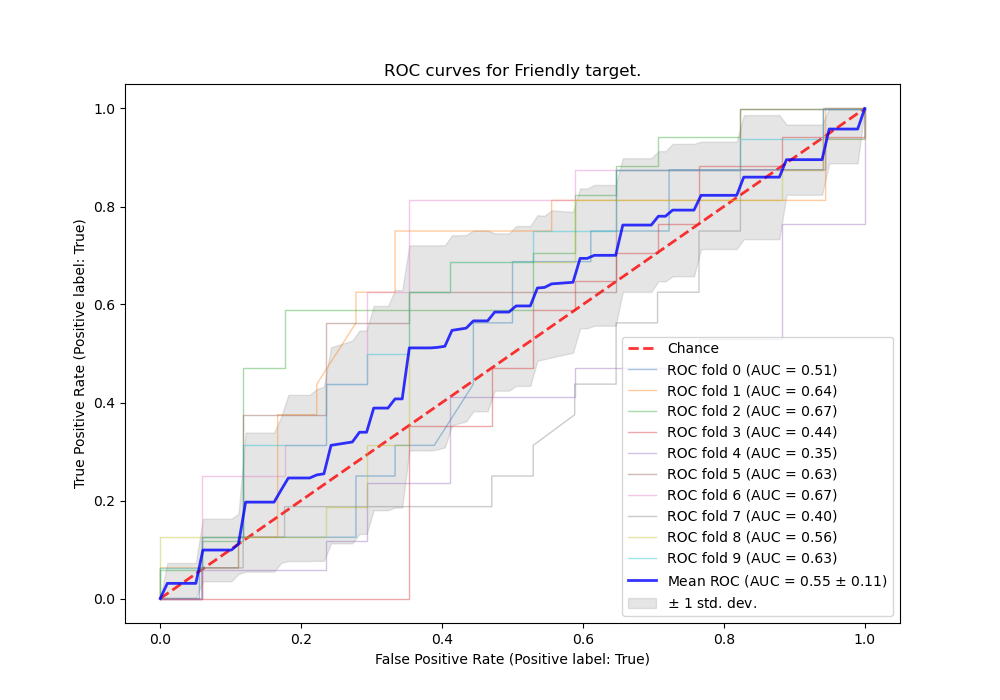 ROC curves for Friendly target.
True Positive Rate (Positive label: True)
1.0
0.8
0.6
0.4
0.2
0.0
0.0 0.2 0.4 0.6 0.8 1.0
False Positive Rate (Positive label: True)
Chance
ROC fold 0 (AUC = 0.51)
ROC fold 1 (AUC = 0.64)
ROC fold 2 (AUC = 0.67)
ROC fold 3 (AUC = 0.44)
ROC fold 4 (AUC = 0.35)
ROC fold 5 (AUC = 0.63)
ROC fold 6 (AUC = 0.67)
ROC fold 7 (AUC = 0.40)
ROC fold 8 (AUC = 0.56)
ROC fold 9 (AUC = 0.63)
Mean ROC (AUC = 0.55 ± 0.11)
± 1 std. dev.